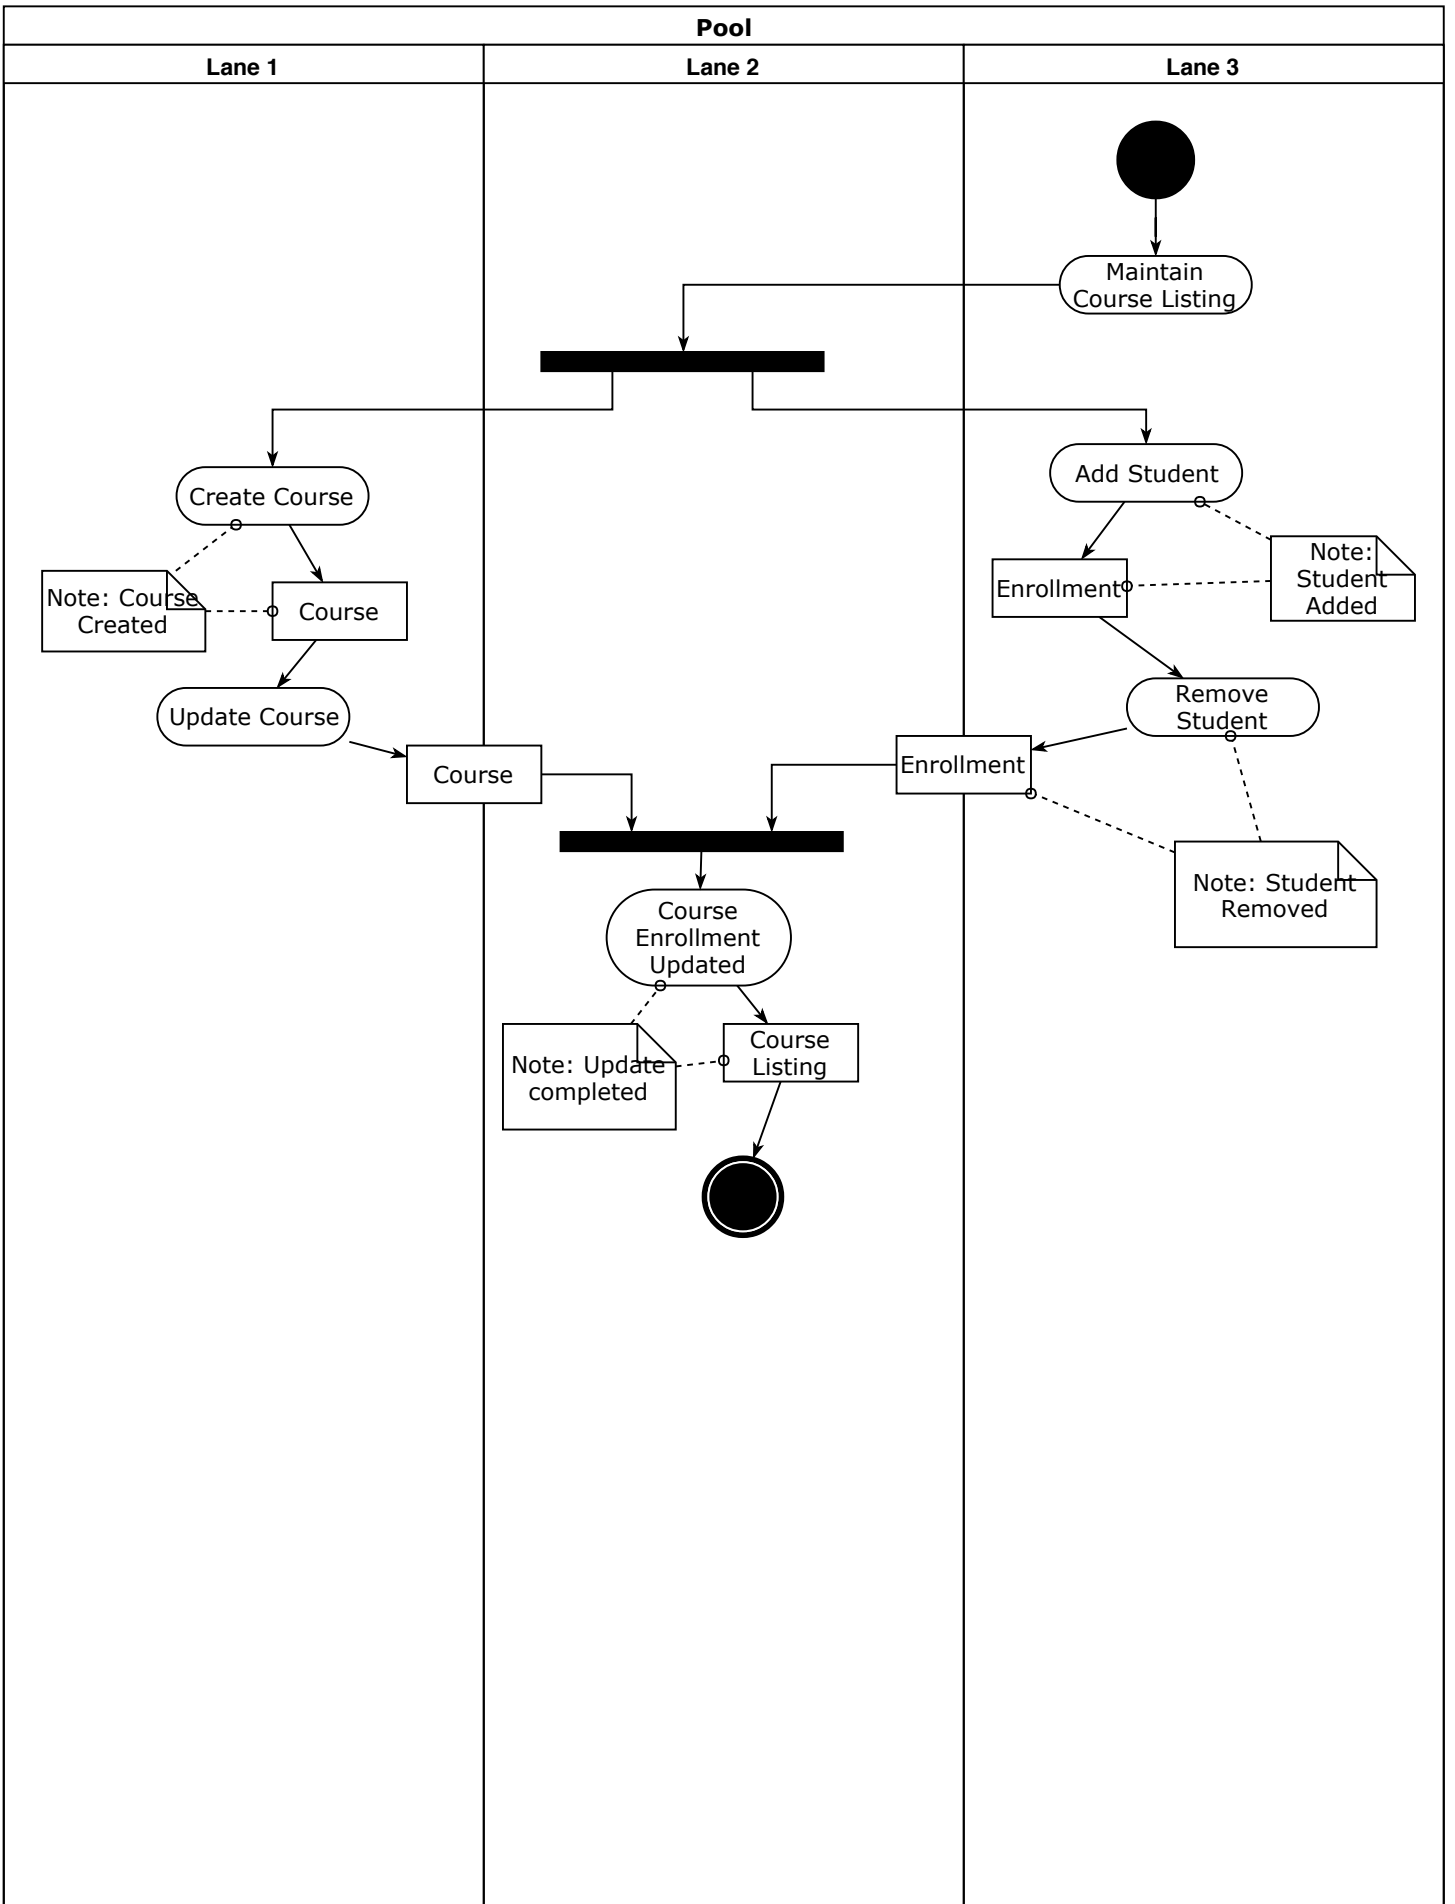 Pool
Lane 1
Lane 2
Lane 3
Maintain
Course Listing
Create Course
Add Student
Note: Course
Created
Course
Enrollment
Note:
Student
Added
Update Course
Remove
Student
Course
Enrollment
Note: Student
Removed
Course
Enrollment
Updated
Note: Update
completed
Course
Listing